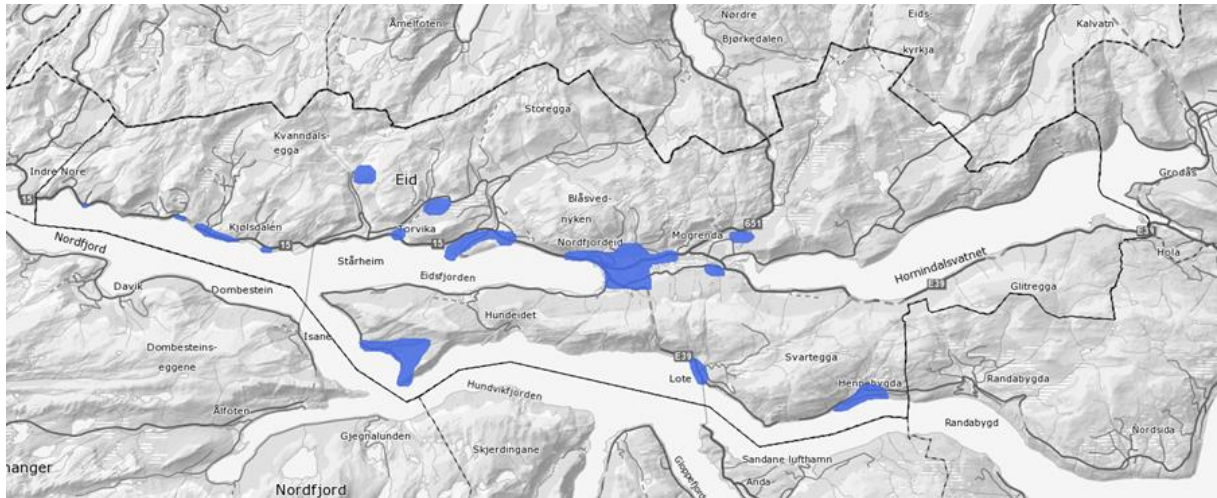 Åmelfoten
Nordre
Bjørkedalen
Eids-
kyrkja
Kalvatn
Storegga
Kvanndals-
egga
Indre Nore
Eid
Grodås
Blåsved-
nyken
15
Kjølsdalen
Torvika
651
Nordfjordeid
Mogrenda
E39
Nordfjord
15
15
Hola
Stårheim
Eidsfjorden
Hornindalsvatnet
Davik
Dombestein
E39
Glitregga
Hundeidet
Isane
Dombesteins-
eggene
E39
Svartegga
Lote
Hennebygda
Randabygda
Hundvikfjorden
Ålfoten
Randabygd
Nordsida
Gjegnalunden
Skjerdingane
Gloppefjord
Sandane lufthamn
Anda
nanger
Nordfjord